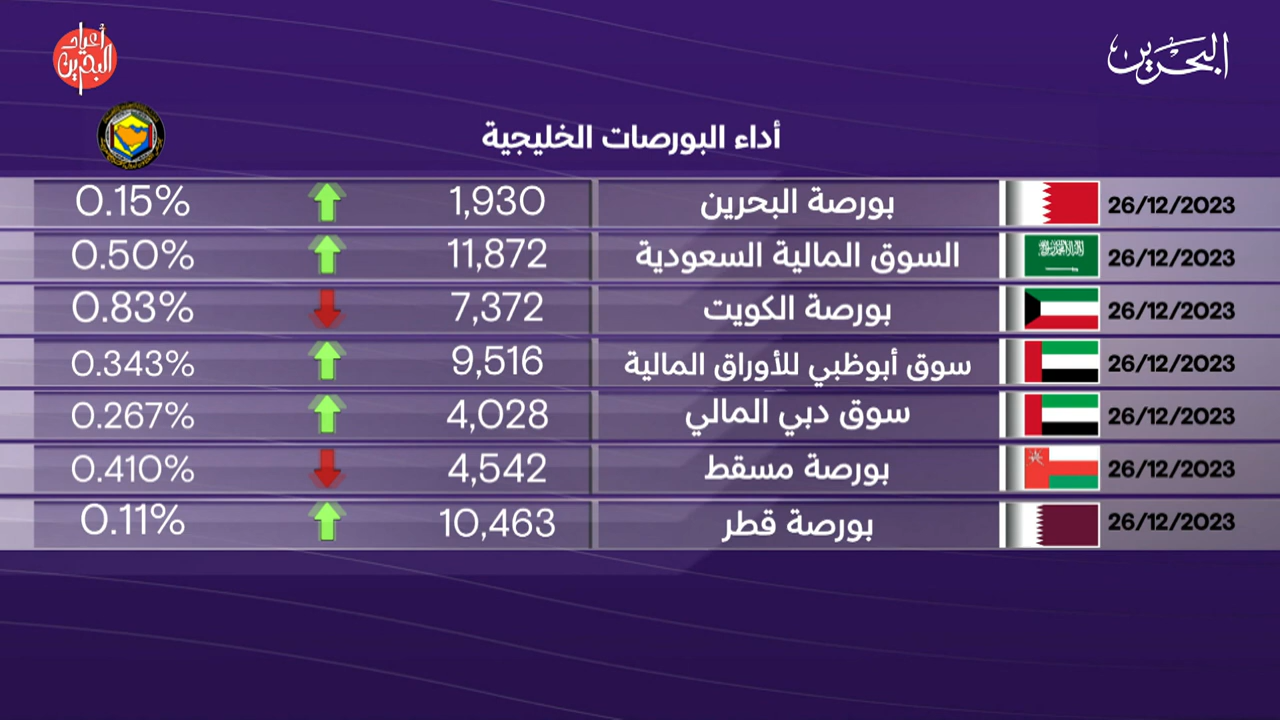 البحرين
أعياد
البحرين
أداء البورصات الخليجية
26/12/2023 بورصة البحرين 1,930 0.15%
26/12/2023 السوق المالية السعودية 11,872 0.50%
26/12/2023 بورصة الكويت 7,372 0.83%
26/12/2023 سوق أبوظبي للأوراق المالية 9,516 0.343%
26/12/2023 سوق دبي المالي 4,028 0.267%
26/12/2023 بورصة مسقط 4,542 0.410%
26/12/2023 بورصة قطر 10,463 0.11%